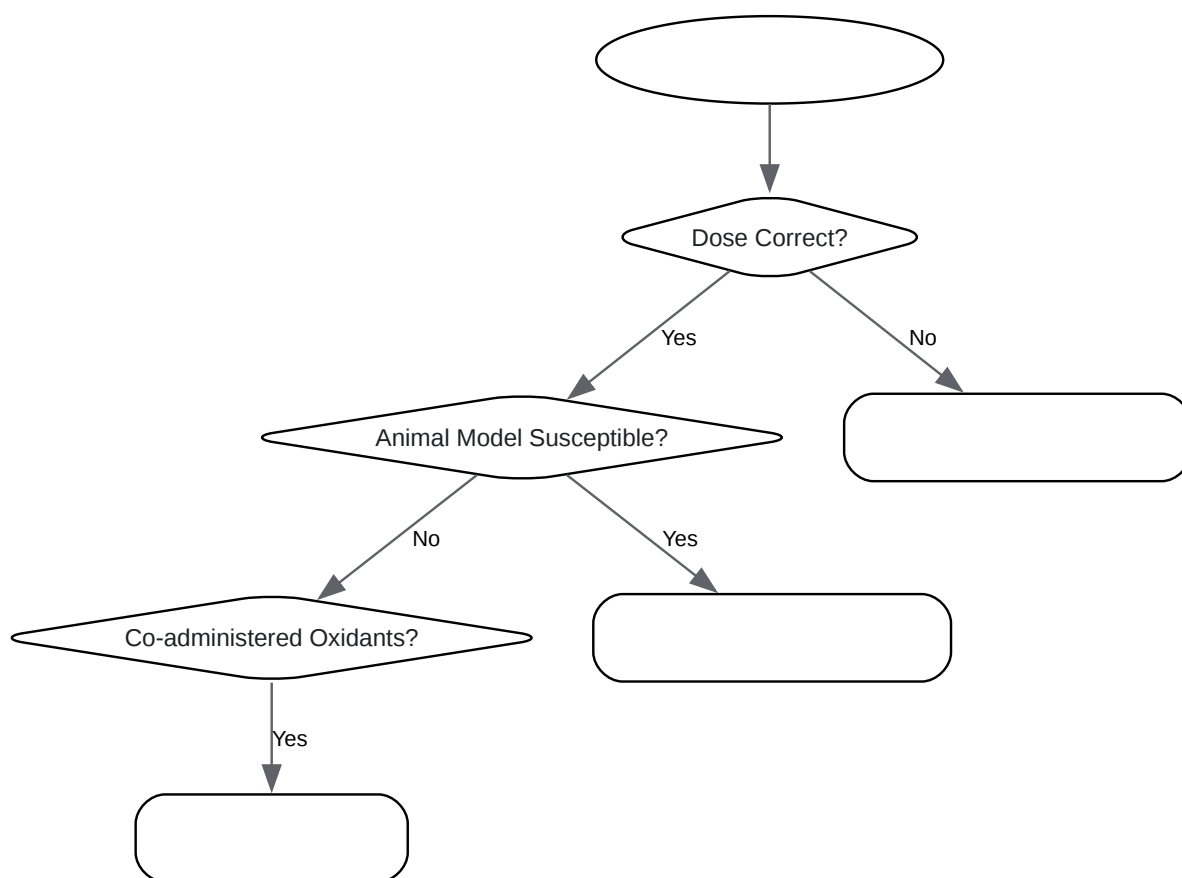 Dose Correct?
Yes
No
Animal Model Susceptible?
No
Yes
Co-administered Oxidants?
Yes